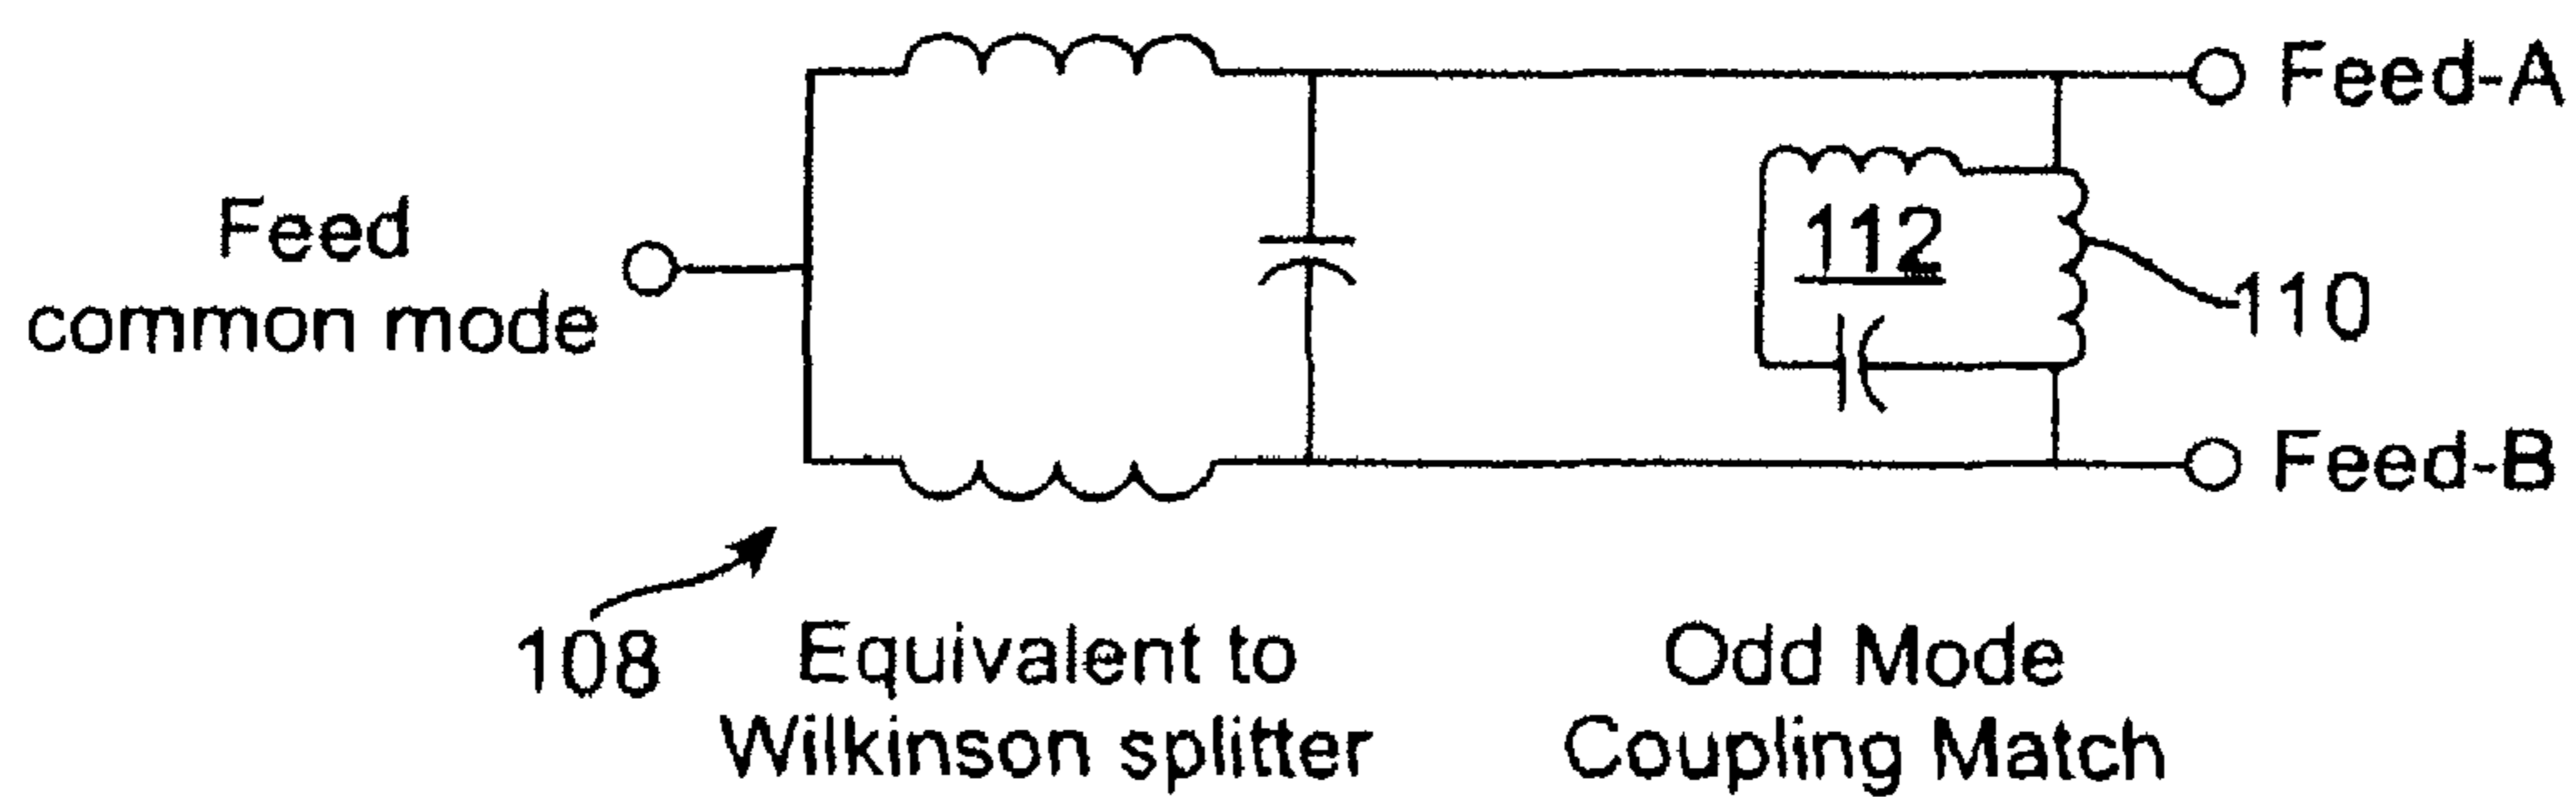 Feed
common mode
Feed-A
112
110
Feed-B
108
Equivalent to
Wilkinson splitter
Odd Mode
Coupling Match